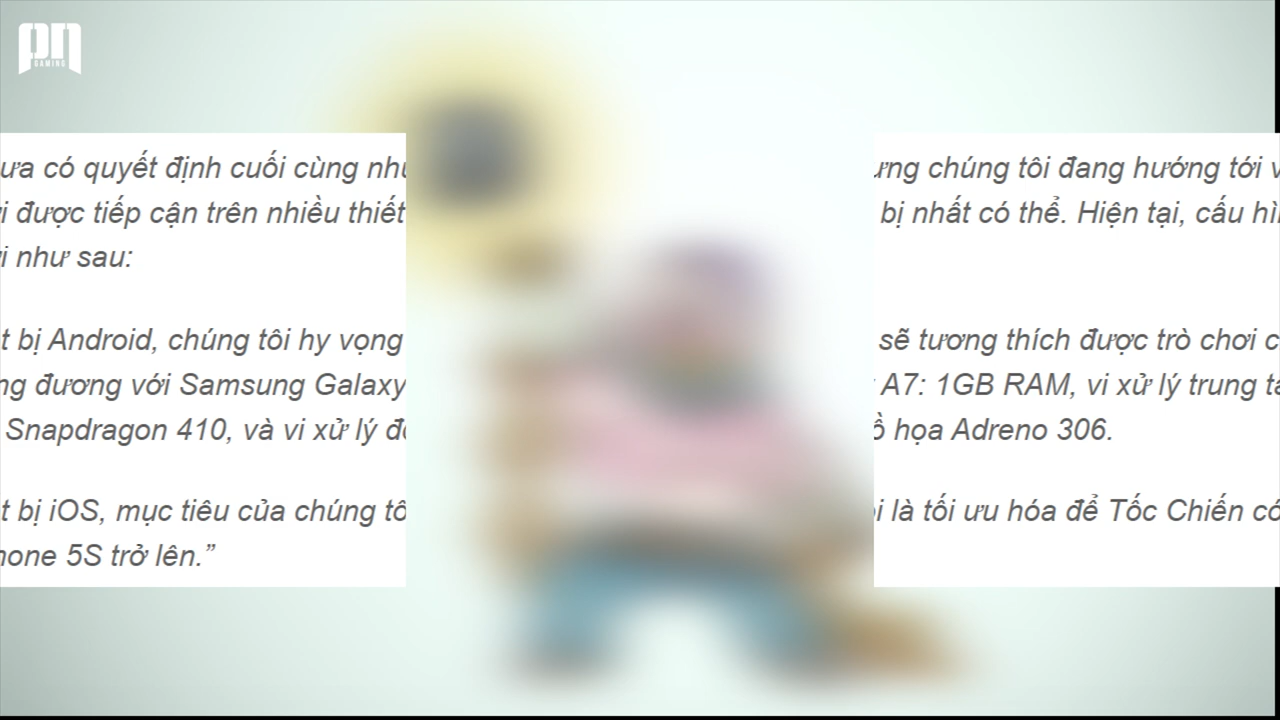 PN
GAMING
ưa có quyết định cuối cùng như
ưng chúng tôi đang hướng tới v
i được tiếp cận trên nhiều thiết
bị nhất có thể. Hiện tại, cấu hì
i như sau:
t bị Android, chúng tôi hy vọng
sẽ tương thích được trò chơi c
ng đương với Samsung Galaxy
A7: 1GB RAM, vi xử lý trung t
Snapdragon 410, và vi xử lý đ
ồ họa Adreno 306.
t bị iOS, mục tiêu của chúng tô
i là tối ưu hóa để Tốc Chiến có
hone 5S trở lên.”